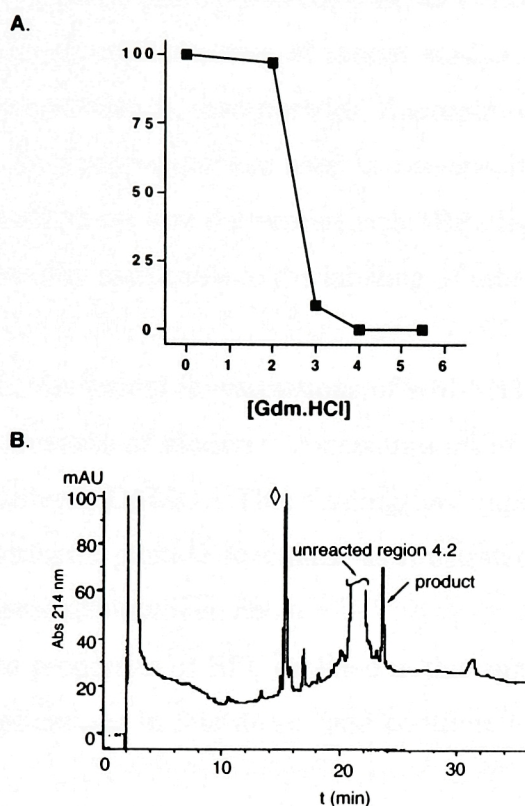 A.
100
75
50
25
0
0 1 2 3 4 5 6
[Gdm.HCl]
B.
mAU
100
80
60
40
20
0
Abs 214 nm
◊
unreacted region 4.2
product
0 10 20 30
t (min)